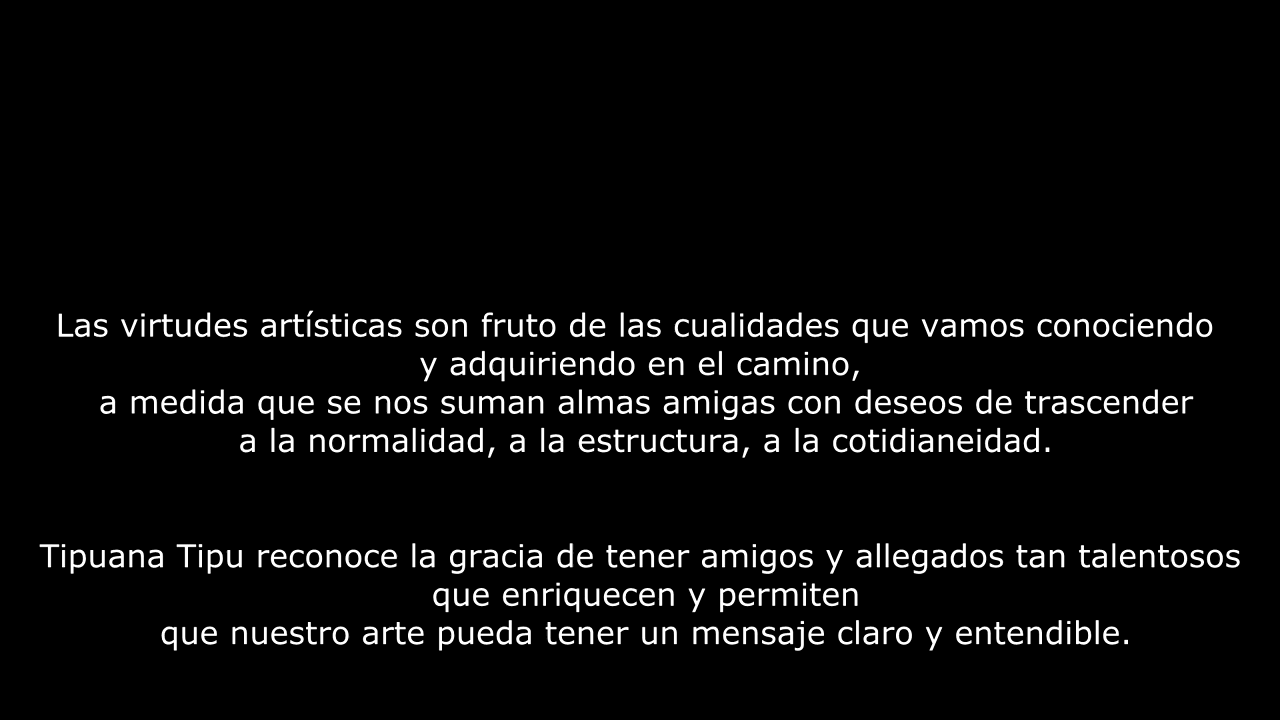 Las virtudes artísticas son fruto de las cualidades que vamos conociendo
y adquiriendo en el camino,
a medida que se nos suman almas amigas con deseos de trascender
a la normalidad, a la estructura, a la cotidianeidad.
Tipuana Tipu reconoce la gracia de tener amigos y allegados tan talentosos
que enriquecen y permiten
que nuestro arte pueda tener un mensaje claro y entendible.